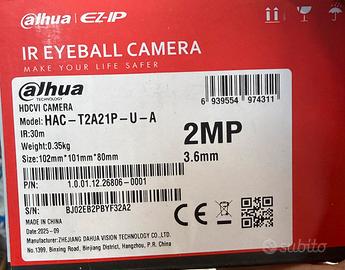 alhua EZ-IP
IR EYEBALL CAMERA
MAKE YOUR LIFE SAFER
alhua
TECHNOLOGY
HDCVI CAMERA
Model: HAC-T2A21P-U-A
IR:30m
Weight:0.35kg
Size:102mm*101mm*80mm
6 939554 974311
2MP
3.6mm
P/N: 1.0.01.12.26806-0001
S/N: BJ02EB2PBYF32A2
Date: 2025-09
Manufacturer: ZHEJIANG DAHUA VISION TECHNOLOGY CO., LTD.
No.1399, Binxing Road, Binjiang District, Hangzhou, P.R. China
subito